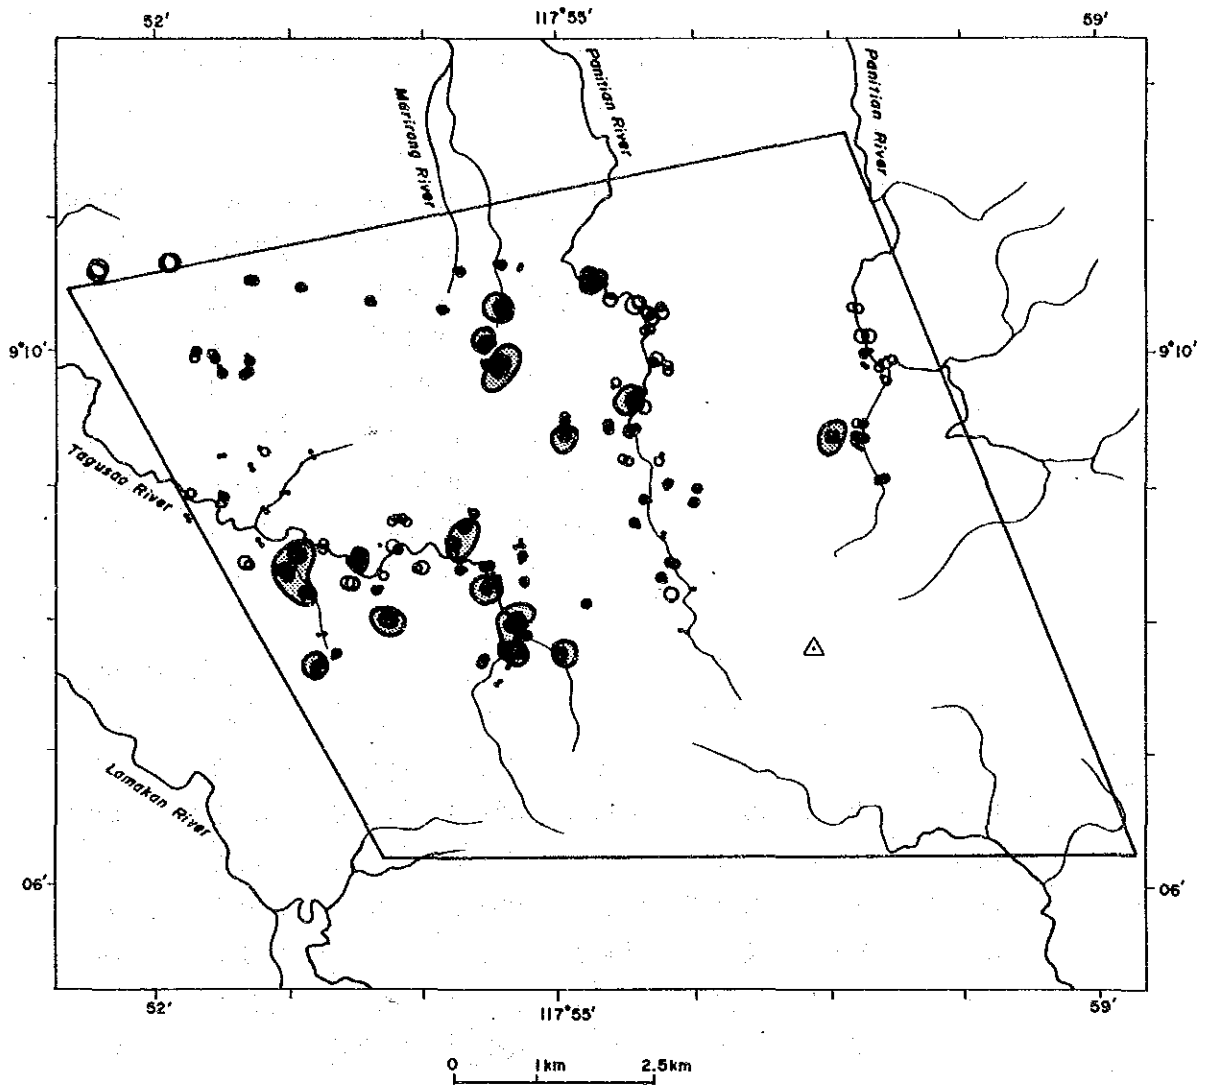 52′ 117°55′ 59′
Marirong River
Panitian River
Panitian River
9°10′ 9°10′
Tagusao River
Lamakan River
06′ 06′
52′ 117°55′ 59′
0 1km 2.5km